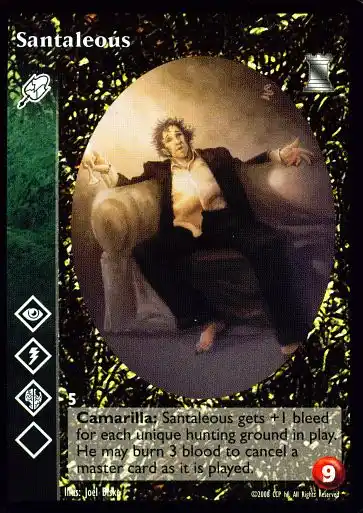 Santaleous
5
Camarilla: Santaleous gets +1 bleed
for each unique hunting ground in play.
He may burn 3 blood to cancel a
master card as it is played.
9
Illus: Joel Biske ©2008 CCP hf. All Rights Reserved